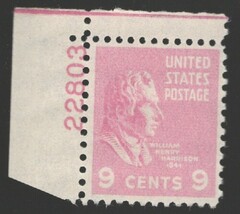 22803
UNITED
STATES
POSTAGE
WILLIAM
HENRY
HARRISON
1841
9 CENTS 9